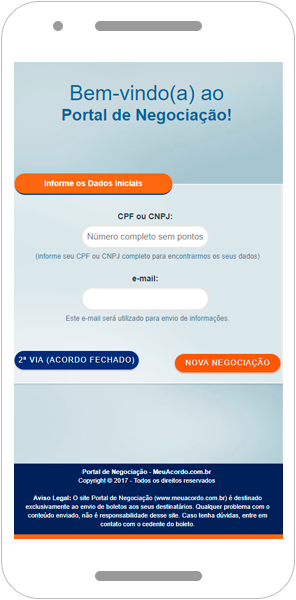 Bem-vindo(a) ao
Portal de Negociação!
Informe os Dados Iniciais
CPF ou CNPJ:
Número completo sem pontos
(informe seu CPF ou CNPJ completo para encontrarmos os seus dados)
e-mail:
Este e-mail será utilizado para envio de informações.
2ª VIA (ACORDO FECHADO)
NOVA NEGOCIAÇÃO
Portal de Negociação - MeuAcordo.com.br
Copyright © 2017 - Todos os direitos reservados
Aviso Legal: O site Portal de Negociação (www.meuacordo.com.br) é destinado
exclusivamente ao envio de boletos aos seus destinatários. Qualquer problema com o
conteúdo enviado, não é responsabilidade desse site. Caso tenha dúvidas, entre em
contato com o cedente do boleto.